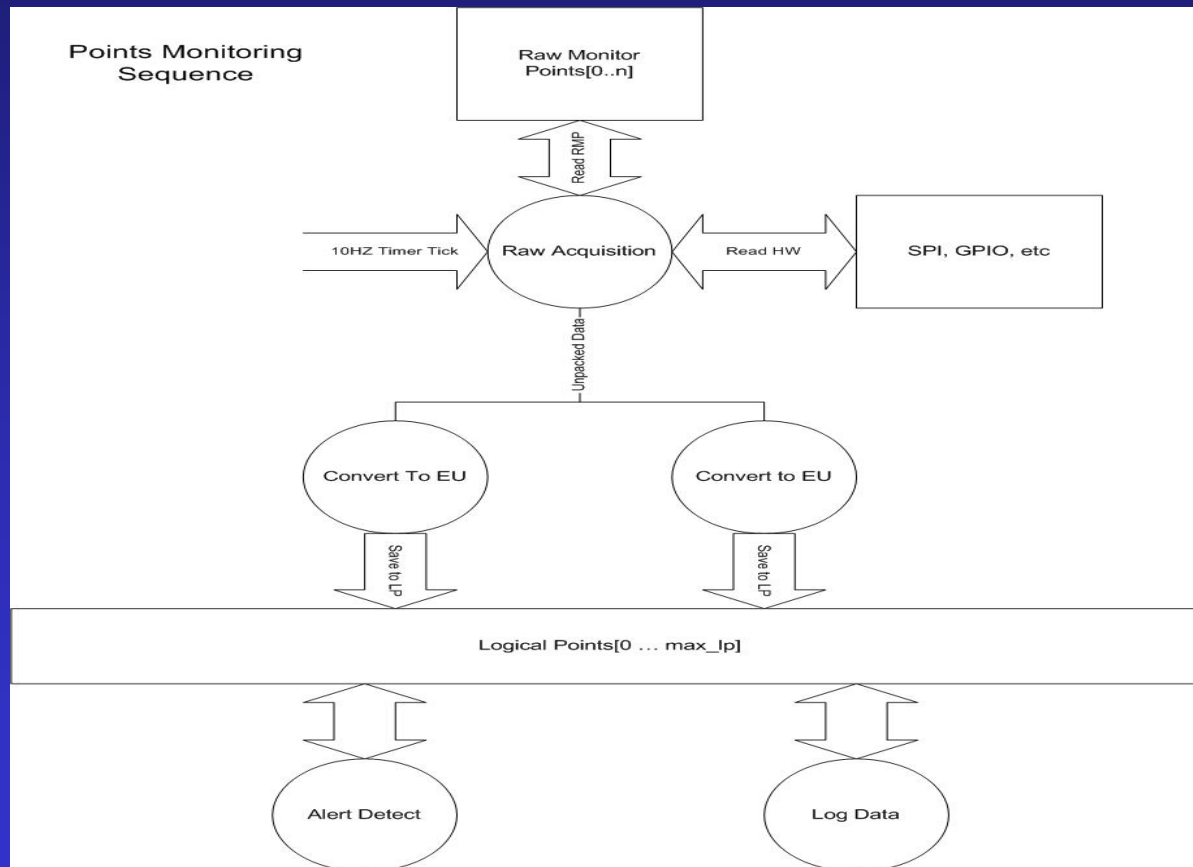 Points Monitoring
Sequence
Raw Monitor
Points[0..n]
Read RMP
10HZ Timer Tick
Raw Acquisition
Read HW
SPI, GPIO, etc
Unpacked Data
Convert To EU
Convert to EU
Save to LP
Save to LP
Logical Points[0 ... max_lp]
Alert Detect
Log Data